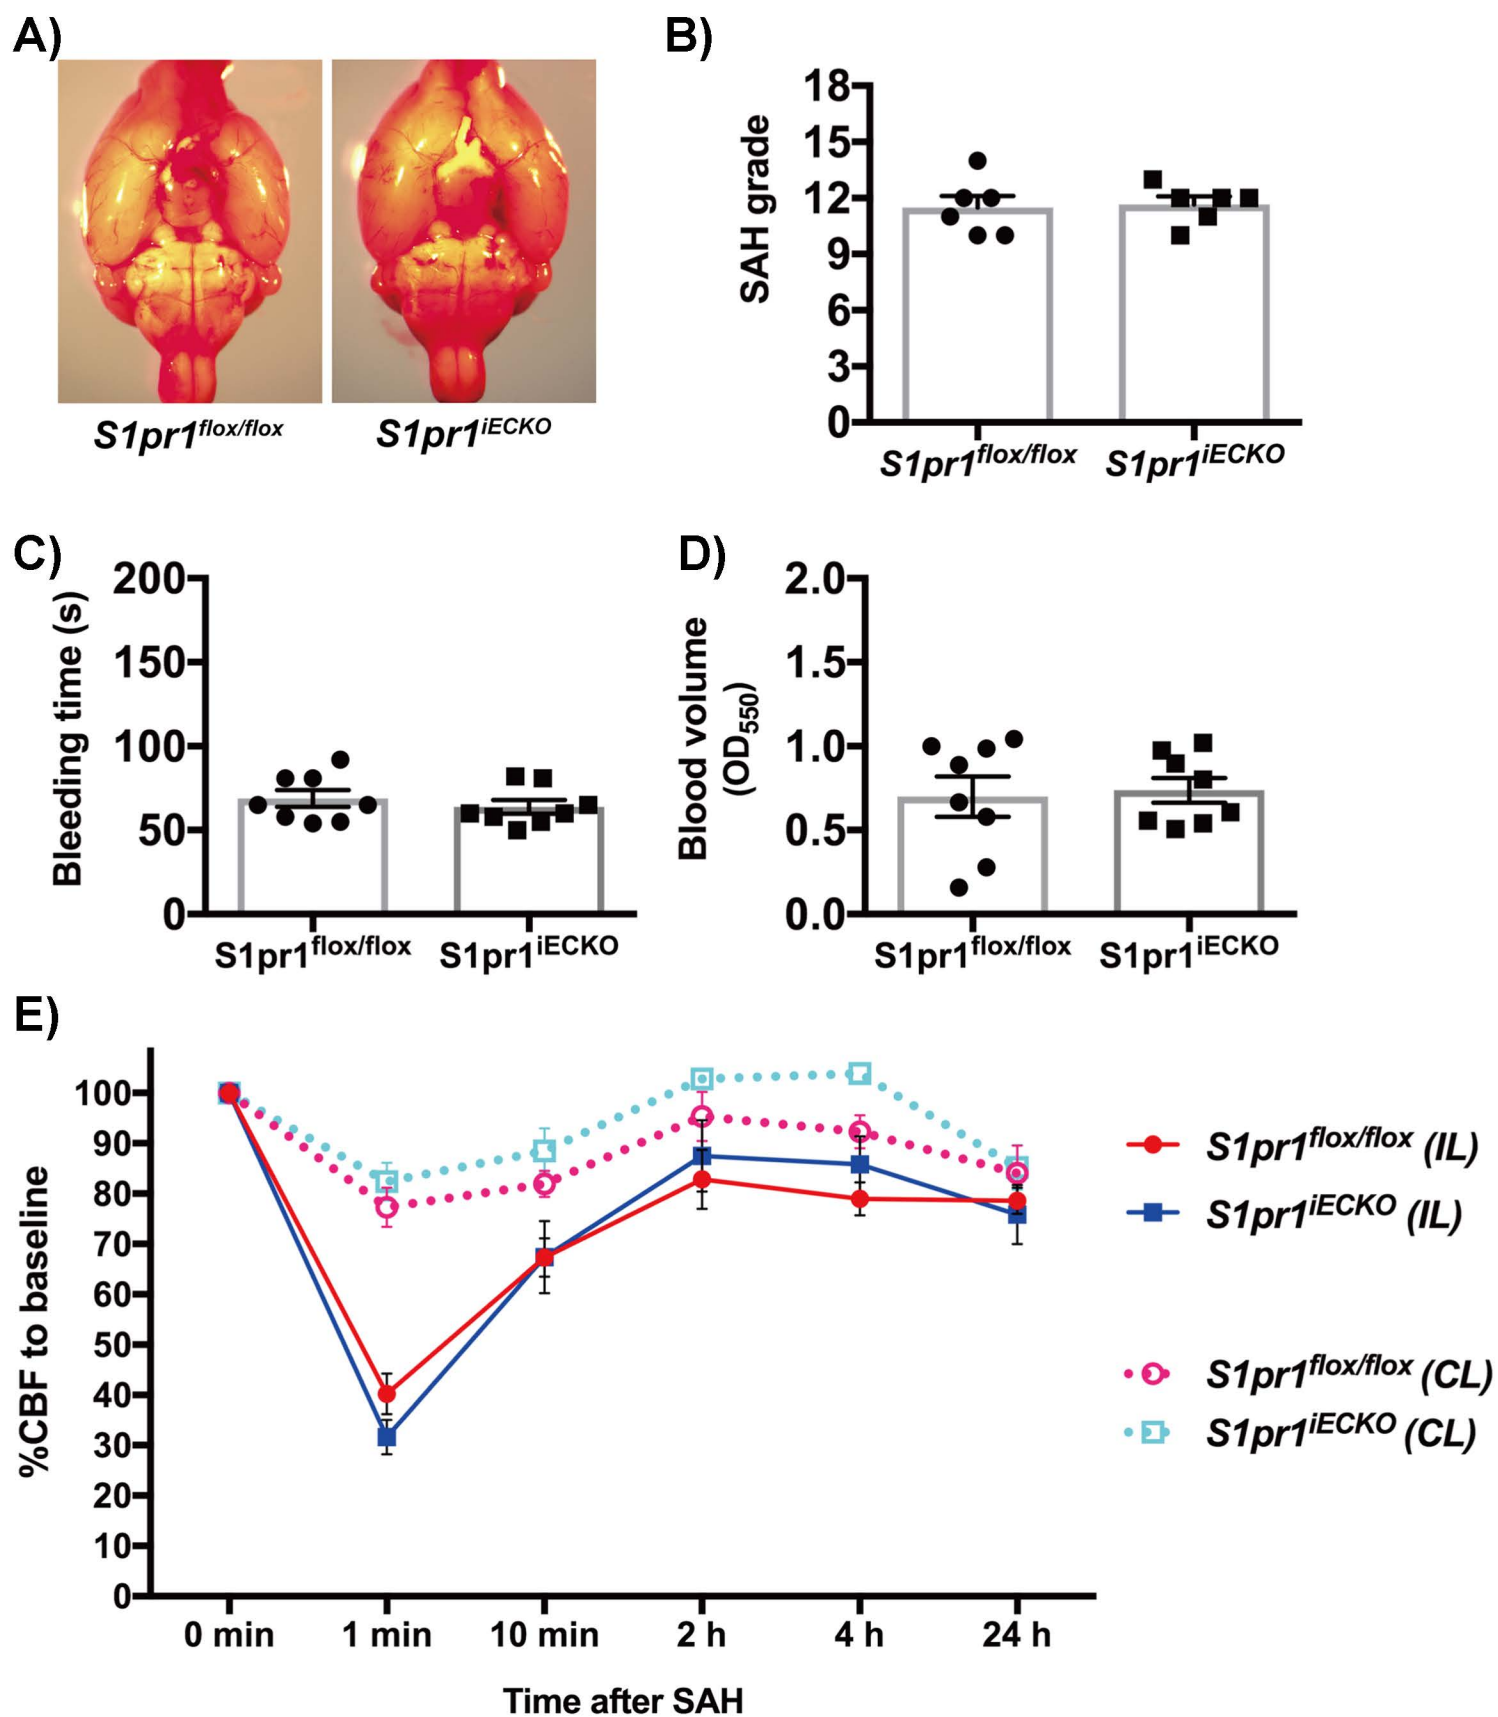 A)
S1pr1flox/flox
S1pr1iECKO
B)
SAH grade
18
15
12
9
6
3
0
S1pr1flox/flox
S1pr1iECKO
C)
Bleeding time (s)
200
150
100
50
0
S1pr1flox/flox
S1pr1iECKO
D)
Blood volume
(OD550)
2.0
1.5
1.0
0.5
0.0
S1pr1flox/flox
S1pr1iECKO
E)
%CBF to baseline
100
90
80
70
60
50
40
30
20
10
0
0 min
1 min
10 min
2 h
4 h
24 h
Time after SAH
S1pr1flox/flox (IL)
S1pr1iECKO (IL)
S1pr1flox/flox (CL)
S1pr1iECKO (CL)